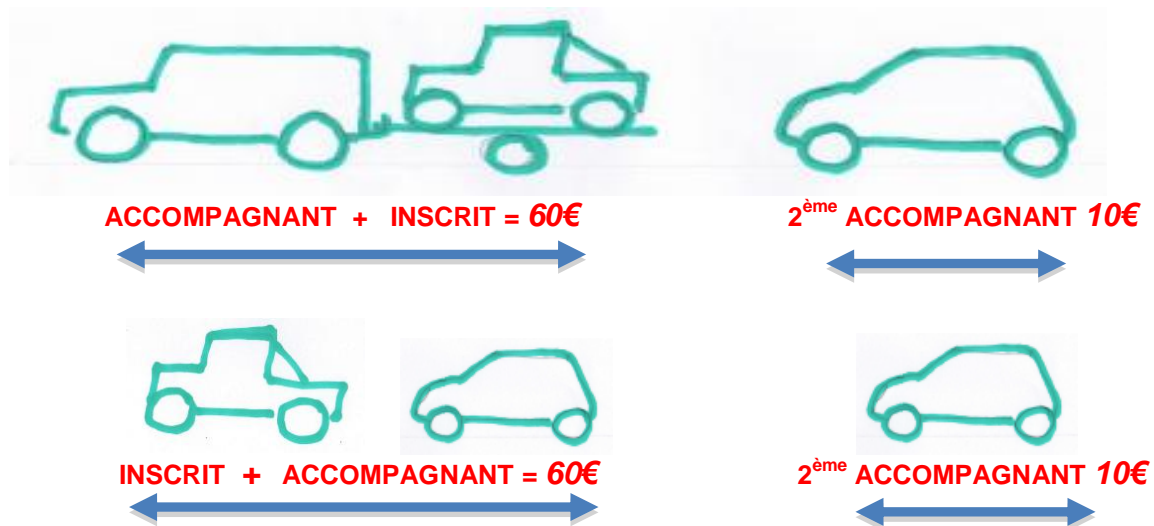 ACCOMPAGNANT + INSCRIT = 60€
2ème ACCOMPAGNANT 10€
INSCRIT + ACCOMPAGNANT = 60€
2ème ACCOMPAGNANT 10€